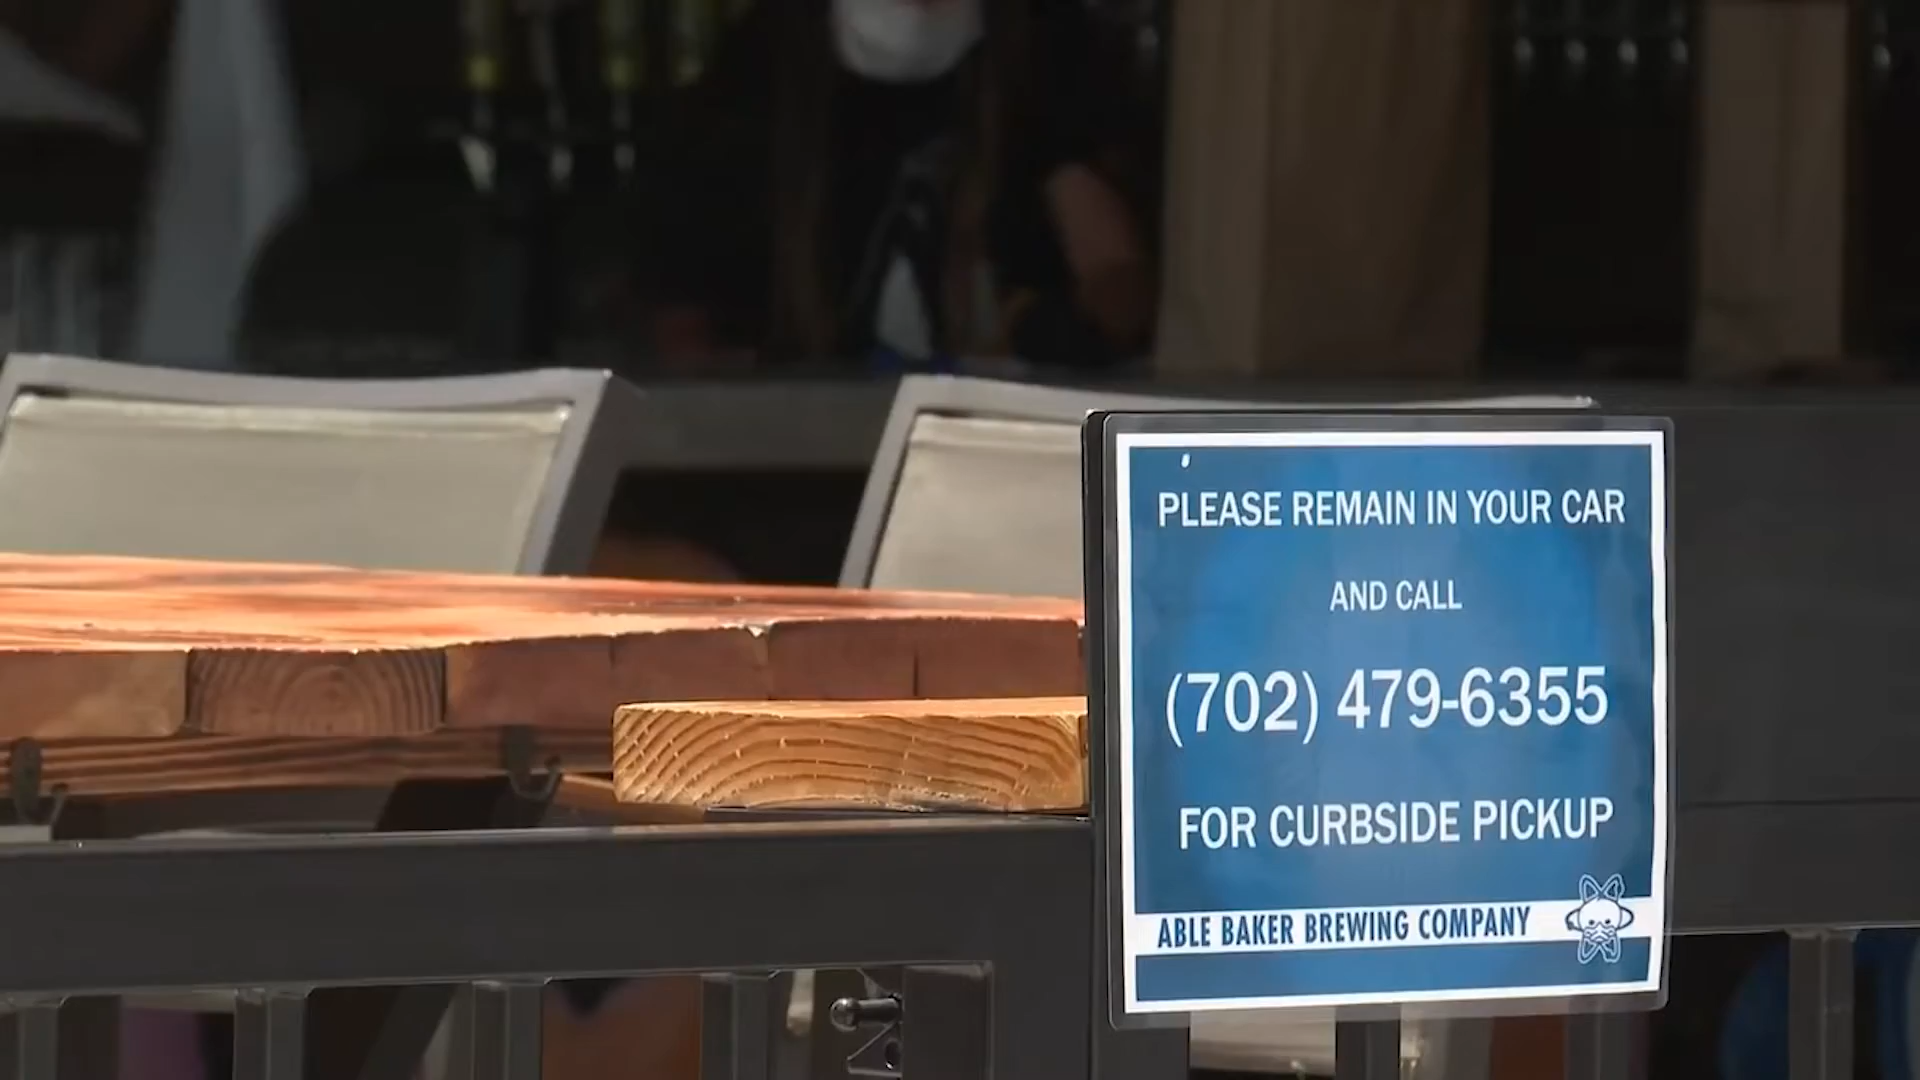 PLEASE REMAIN IN YOUR CAR
AND CALL
(702) 479-6355
FOR CURBSIDE PICKUP
ABLE BAKER BREWING COMPANY